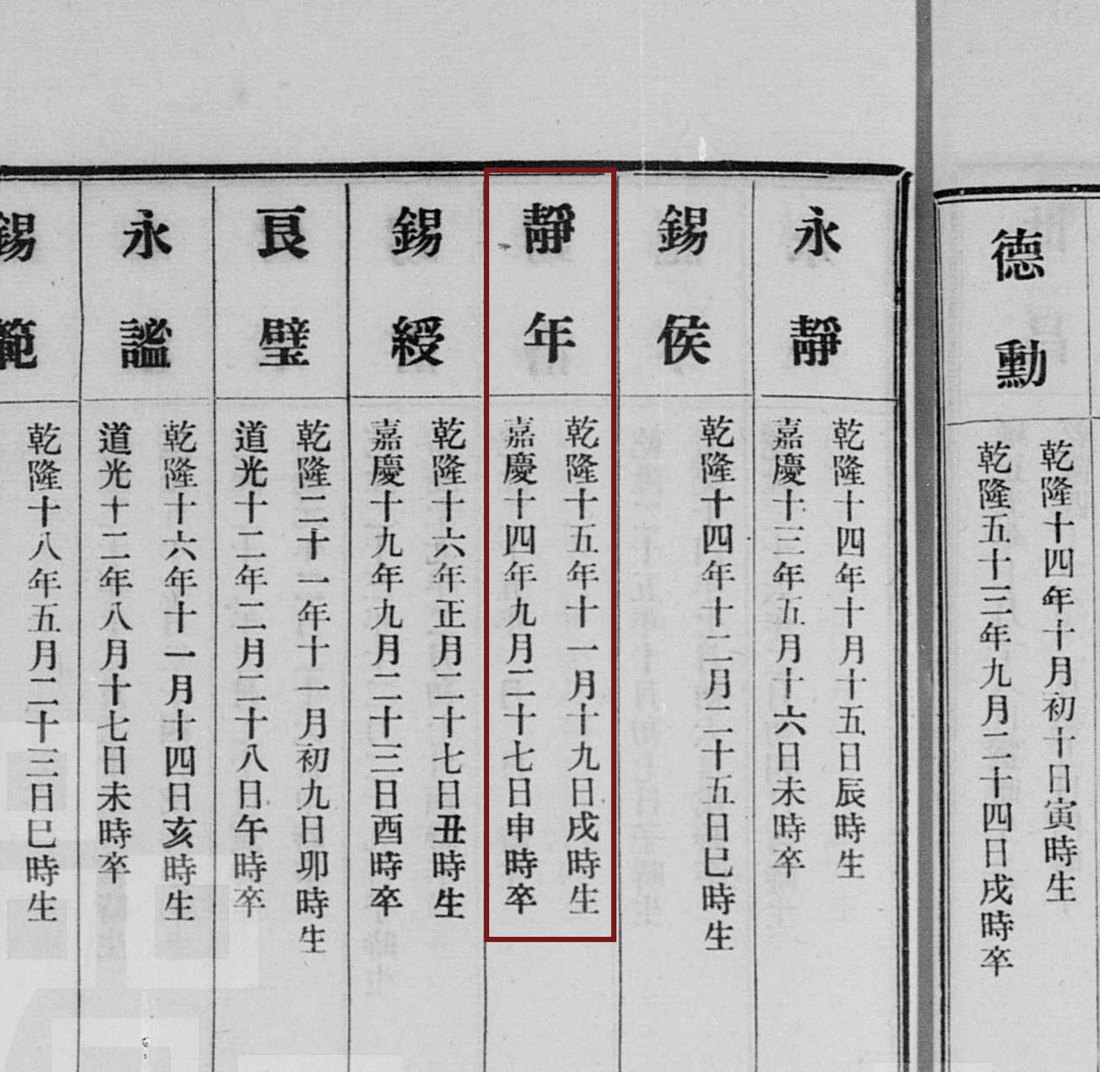 德勳
乾隆十四年十月初十日寅時生
乾隆五十三年九月二十四日戌時卒
永靜
乾隆十四年十月十五日辰時生
嘉慶十三年五月十六日未時卒
錫侯
乾隆十四年十二月二十五日巳時生
靜年
乾隆十五年十一月十九日戌時生
嘉慶十四年九月二十七日申時卒
錫綬
乾隆十六年正月二十七日丑時生
嘉慶十九年九月二十三日酉時卒
良璧
乾隆二十一年十一月初九日卯時生
道光十二年二月二十八日午時卒
永謐
乾隆十六年十一月十四日亥時生
道光十二年八月十七日未時卒
錫範
乾隆十八年五月二十三日巳時生